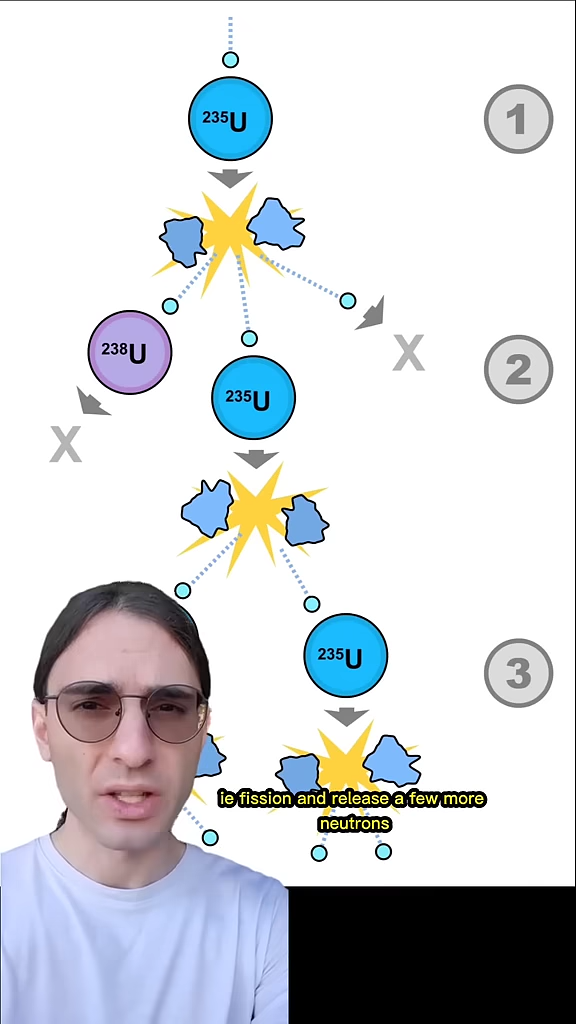 ²³⁵U
1
²³⁸U
X
2
²³⁵U
X
²³⁵U
3
ie fission and release a few more
neutrons